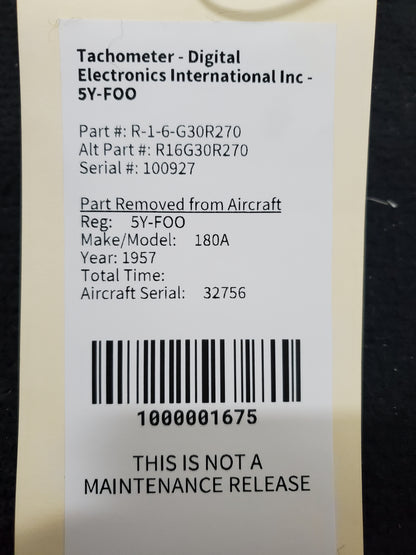 Tachometer - Digital
Electronics International Inc -
5Y-FOO
Part #: R-1-6-G30R270
Alt Part #: R16G30R270
Serial #: 100927
Part Removed from Aircraft
Reg: 5Y-FOO
Make/Model: 180A
Year: 1957
Total Time:
Aircraft Serial: 32756
1000001675
THIS IS NOT A
MAINTENANCE RELEASE